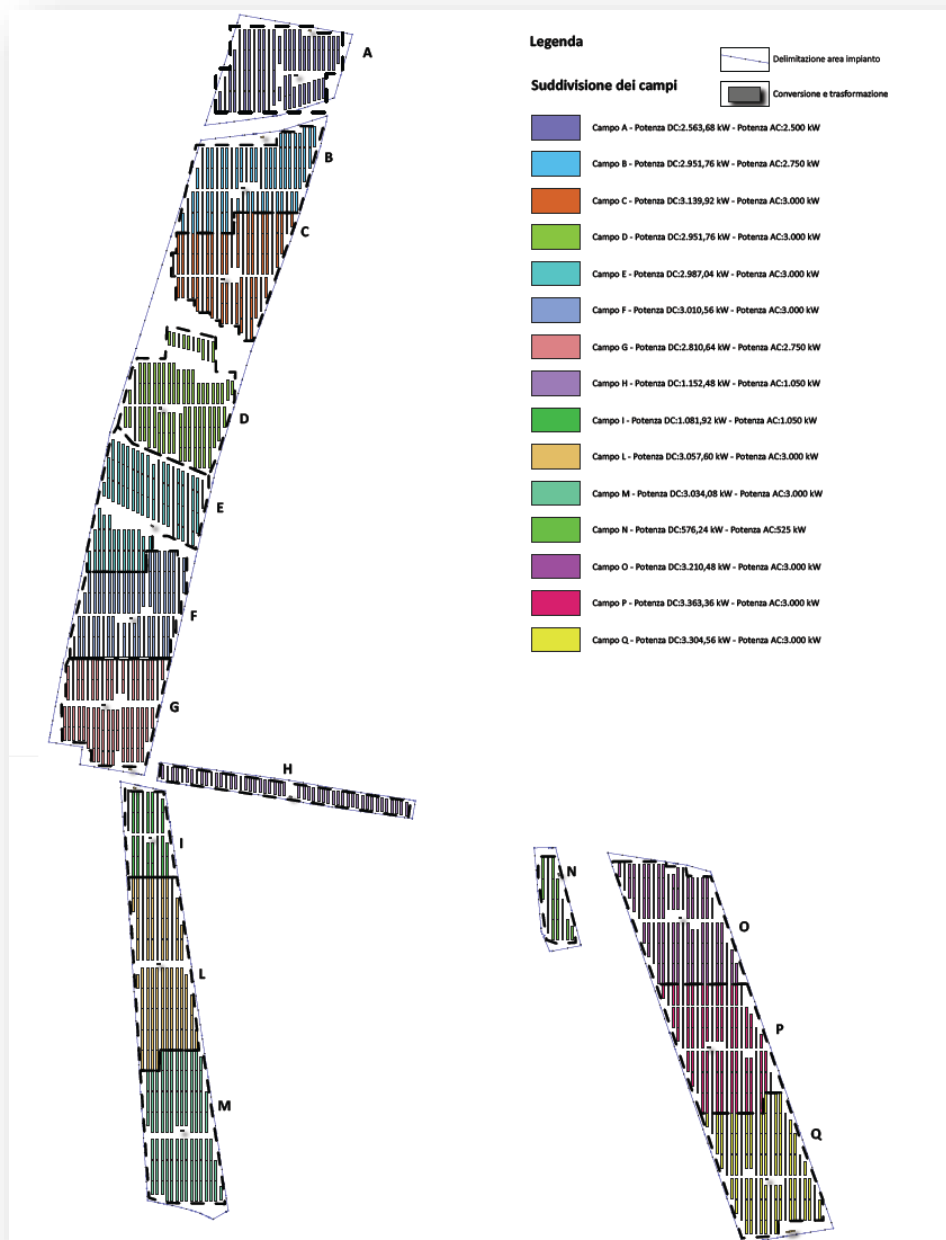 Legenda
Delimitazione area impianto
Suddivisione dei campi
Conversione e trasformazione
Campo A - Potenza DC:2.563,68 kW - Potenza AC:2.500 kW
Campo B - Potenza DC:2.951,76 kW - Potenza AC:2.750 kW
Campo C - Potenza DC:3.139,92 kW - Potenza AC:3.000 kW
Campo D - Potenza DC:2.951,76 kW - Potenza AC:3.000 kW
Campo E - Potenza DC:2.987,04 kW - Potenza AC:3.000 kW
Campo F - Potenza DC:3.010,56 kW - Potenza AC:3.000 kW
Campo G - Potenza DC:2.810,64 kW - Potenza AC:2.750 kW
Campo H - Potenza DC:1.152,48 kW - Potenza AC:1.050 kW
Campo I - Potenza DC:1.081,92 kW - Potenza AC:1.050 kW
Campo L - Potenza DC:3.057,60 kW - Potenza AC:3.000 kW
Campo M - Potenza DC:3.034,08 kW - Potenza AC:3.000 kW
Campo N - Potenza DC:576,24 kW - Potenza AC:525 kW
Campo O - Potenza DC:3.210,48 kW - Potenza AC:3.000 kW
Campo P - Potenza DC:3.363,36 kW - Potenza AC:3.000 kW
Campo Q - Potenza DC:3.304,56 kW - Potenza AC:3.000 kW
A
B
C
D
E
F
G
H
I
L
M
N
O
P
Q